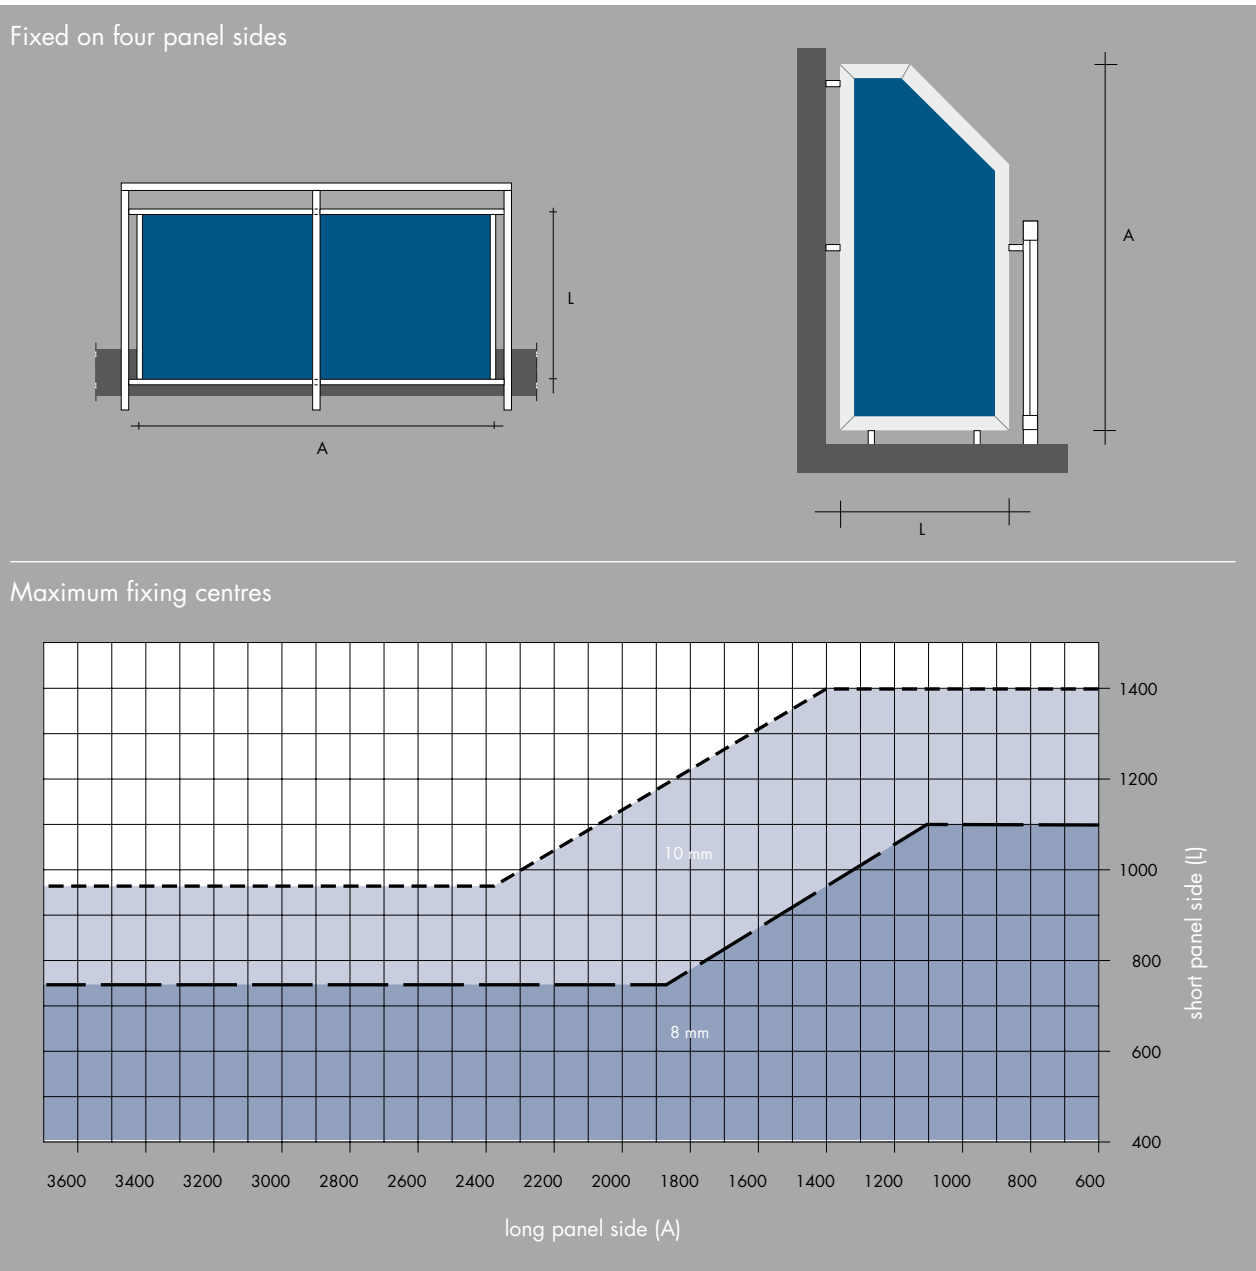 Fixed on four panel sides
L
A
A
L
Maximum fixing centres
1400
1200
1000
800
600
400
short panel side (L)
10 mm
8 mm
3600 3400 3200 3000 2800 2600 2400 2200 2000 1800 1600 1400 1200 1000 800 600
long panel side (A)